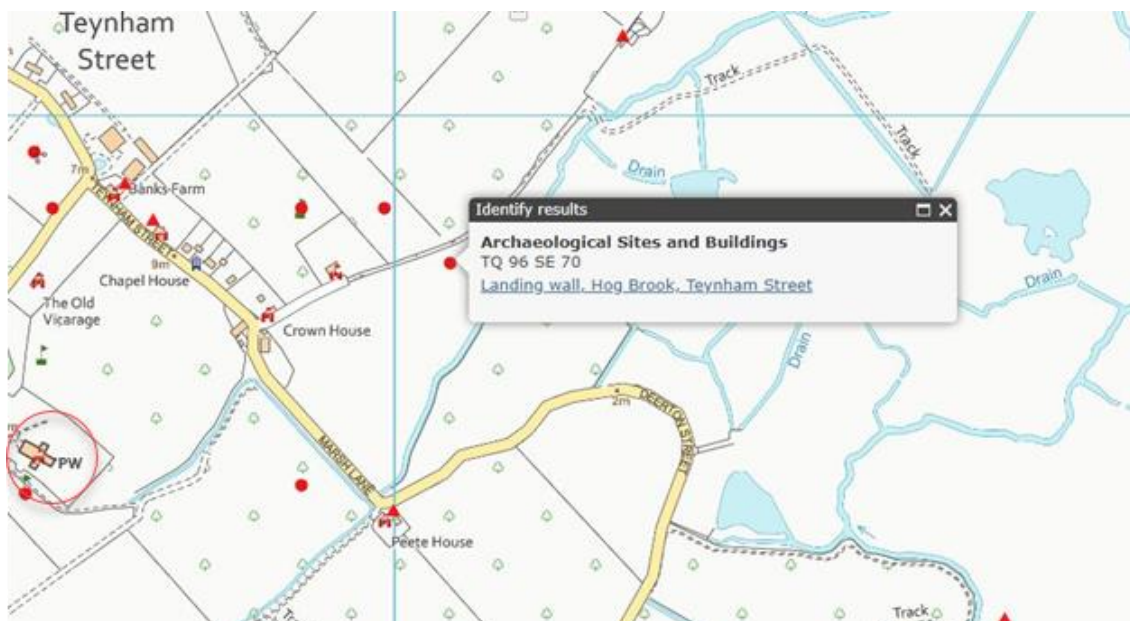 Teynham
Street
Track
Track
Drain
7m
Banks Farm
TEYNHAM STREET
9m
Chapel House
The Old
Vicarage
Crown House
Identify results
Archaeological Sites and Buildings
TQ 96 SE 70
Landing wall, Hog Brook, Teynham Street
Drain
Drain
2m
DEERTON STREET
MARSH LANE
PW
Peete House
Track